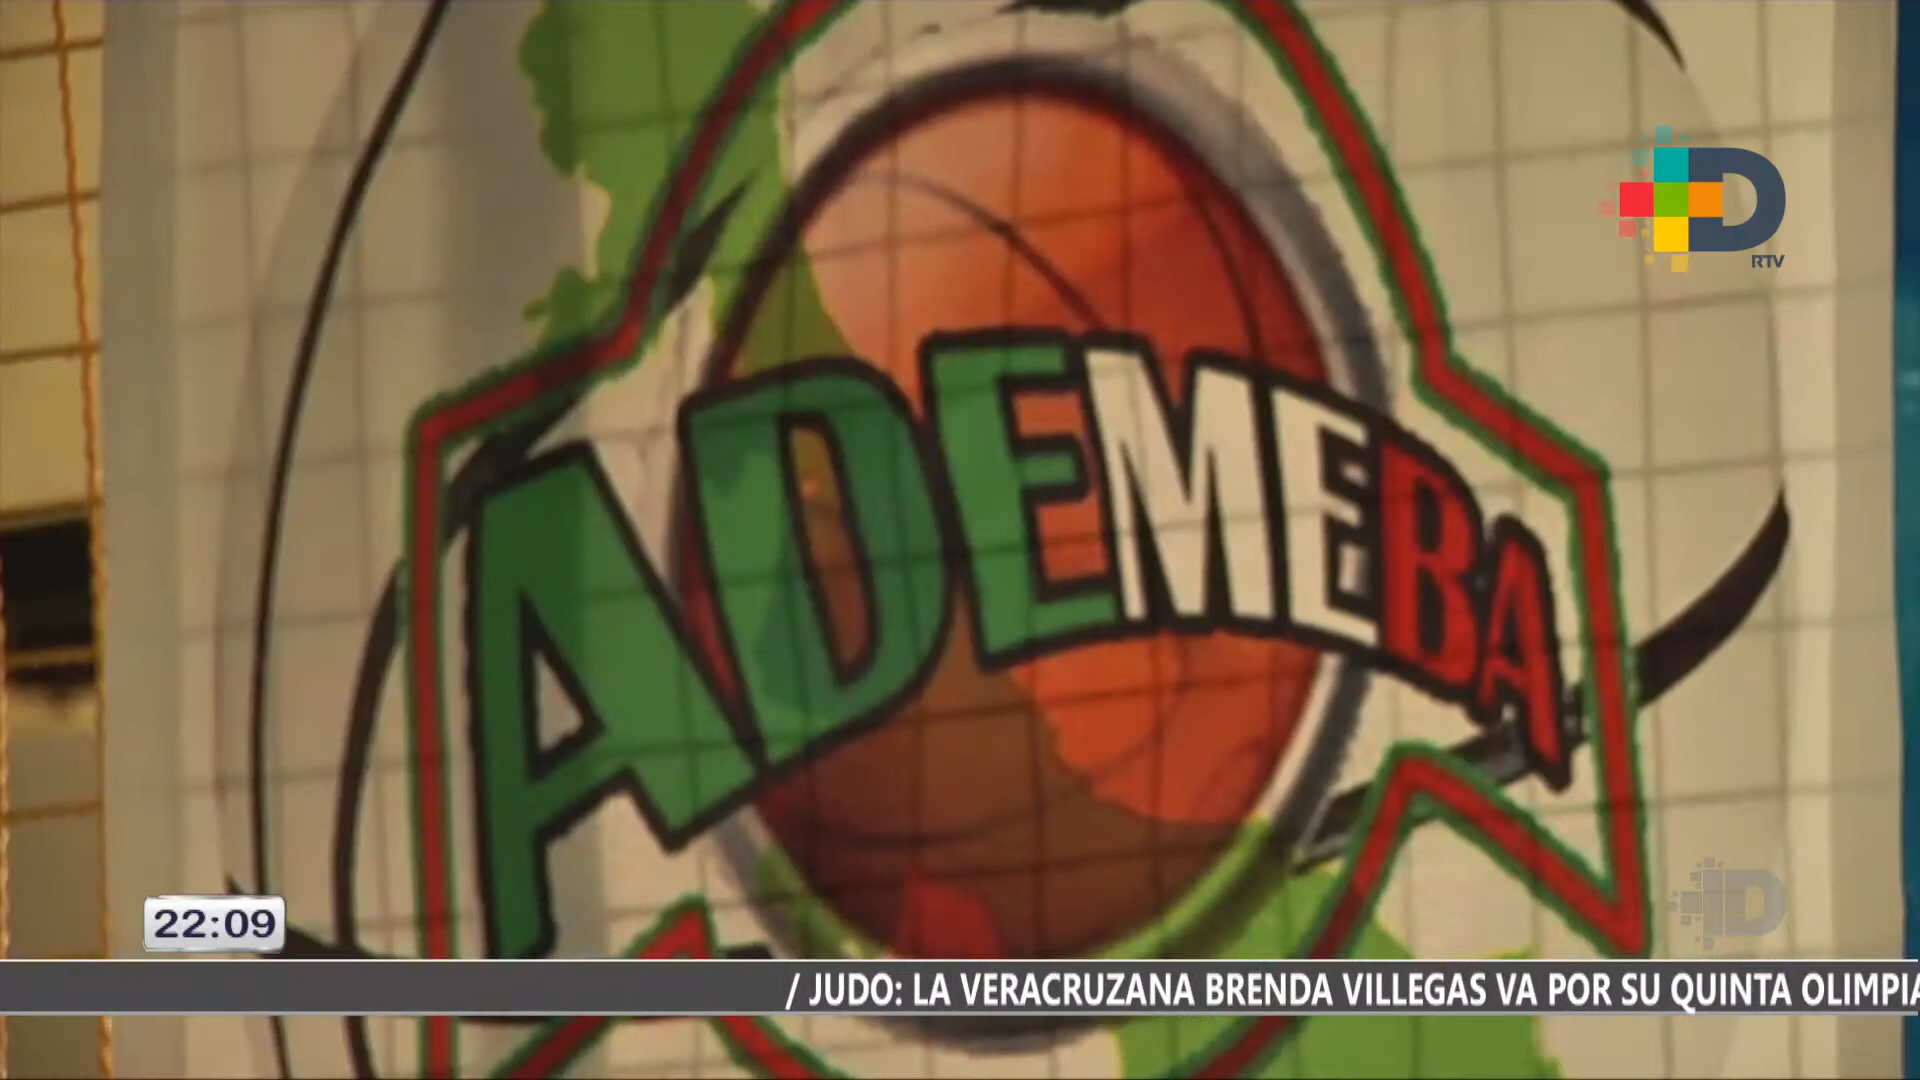 D
RTV
ADEMEBA
22:09
D
/ JUDO: LA VERACRUZANA BRENDA VILLEGAS VA POR SU QUINTA OLIMPIA